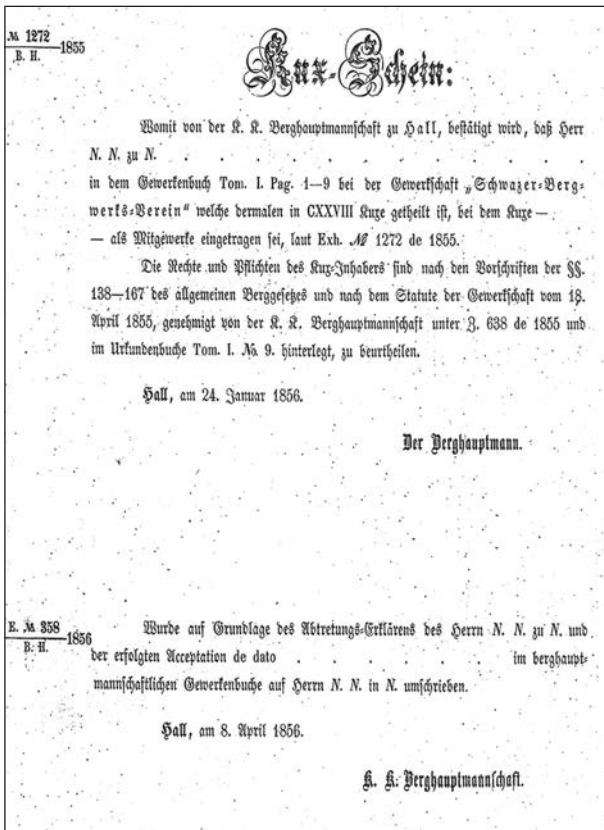 № 1272
B. H.
1855
Kux-Schein:
Womit von der K. K. Berghauptmannschaft zu Hall, bestätigt wird, daß Herr
N. N. zu N. . . . . . . . . . . . .
in dem Gewerkenbuch Tom. I. Pag. 1—9 bei der Gewerkschaft „Schwazer-Berg-
werks-Verein“ welche dermalen in CXXVIII Kuxe getheilt ist, bei dem Kuxe —
— als Mitgewerke eingetragen sei, laut Exh. № 1272 de 1855.
Die Rechte und Pflichten des Kux-Inhabers sind nach den Vorschriften der §§.
138—167 des allgemeinen Berggesetzes und nach dem Statute der Gewerkschaft vom 18.
April 1855, genehmigt von der K. K. Berghauptmannschaft unter Z. 638 de 1855 und
im Urkundenbuche Tom. I. №. 9. hinterlegt, zu beurtheilen.
Hall, am 24. Januar 1856.
Der Berghauptmann.
E. № 358
B. H.
1856
Wurde auf Grundlage des Abtretungs-Erklärens des Herrn N. N. zu N. und
der erfolgten Acceptation de dato . . . . . . im berghaupt-
mannschaftlichen Gewerkenbuche auf Herrn N. N. in N. umschrieben.
Hall, am 8. April 1856.
K. K. Berghauptmannschaft.